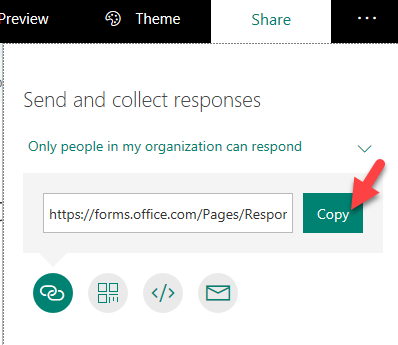 Preview Theme Share ...
Send and collect responses
Only people in my organization can respond
https://forms.office.com/Pages/Respor Copy